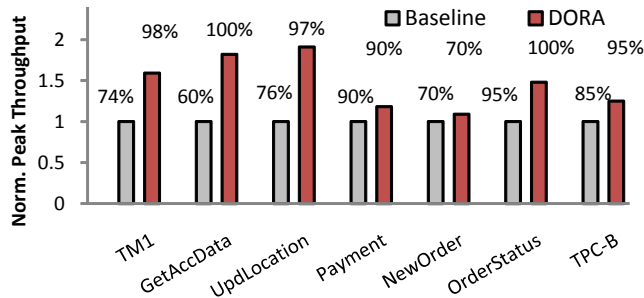 Baseline DORA
98% 100% 97% 90% 70% 100% 95%
74% 60% 76% 90% 70% 95% 85%
2
1.5
1
0.5
0
Norm. Peak Throughput
TM1
GetAccData
UpdLocation
Payment
NewOrder
OrderStatus
TPC-B